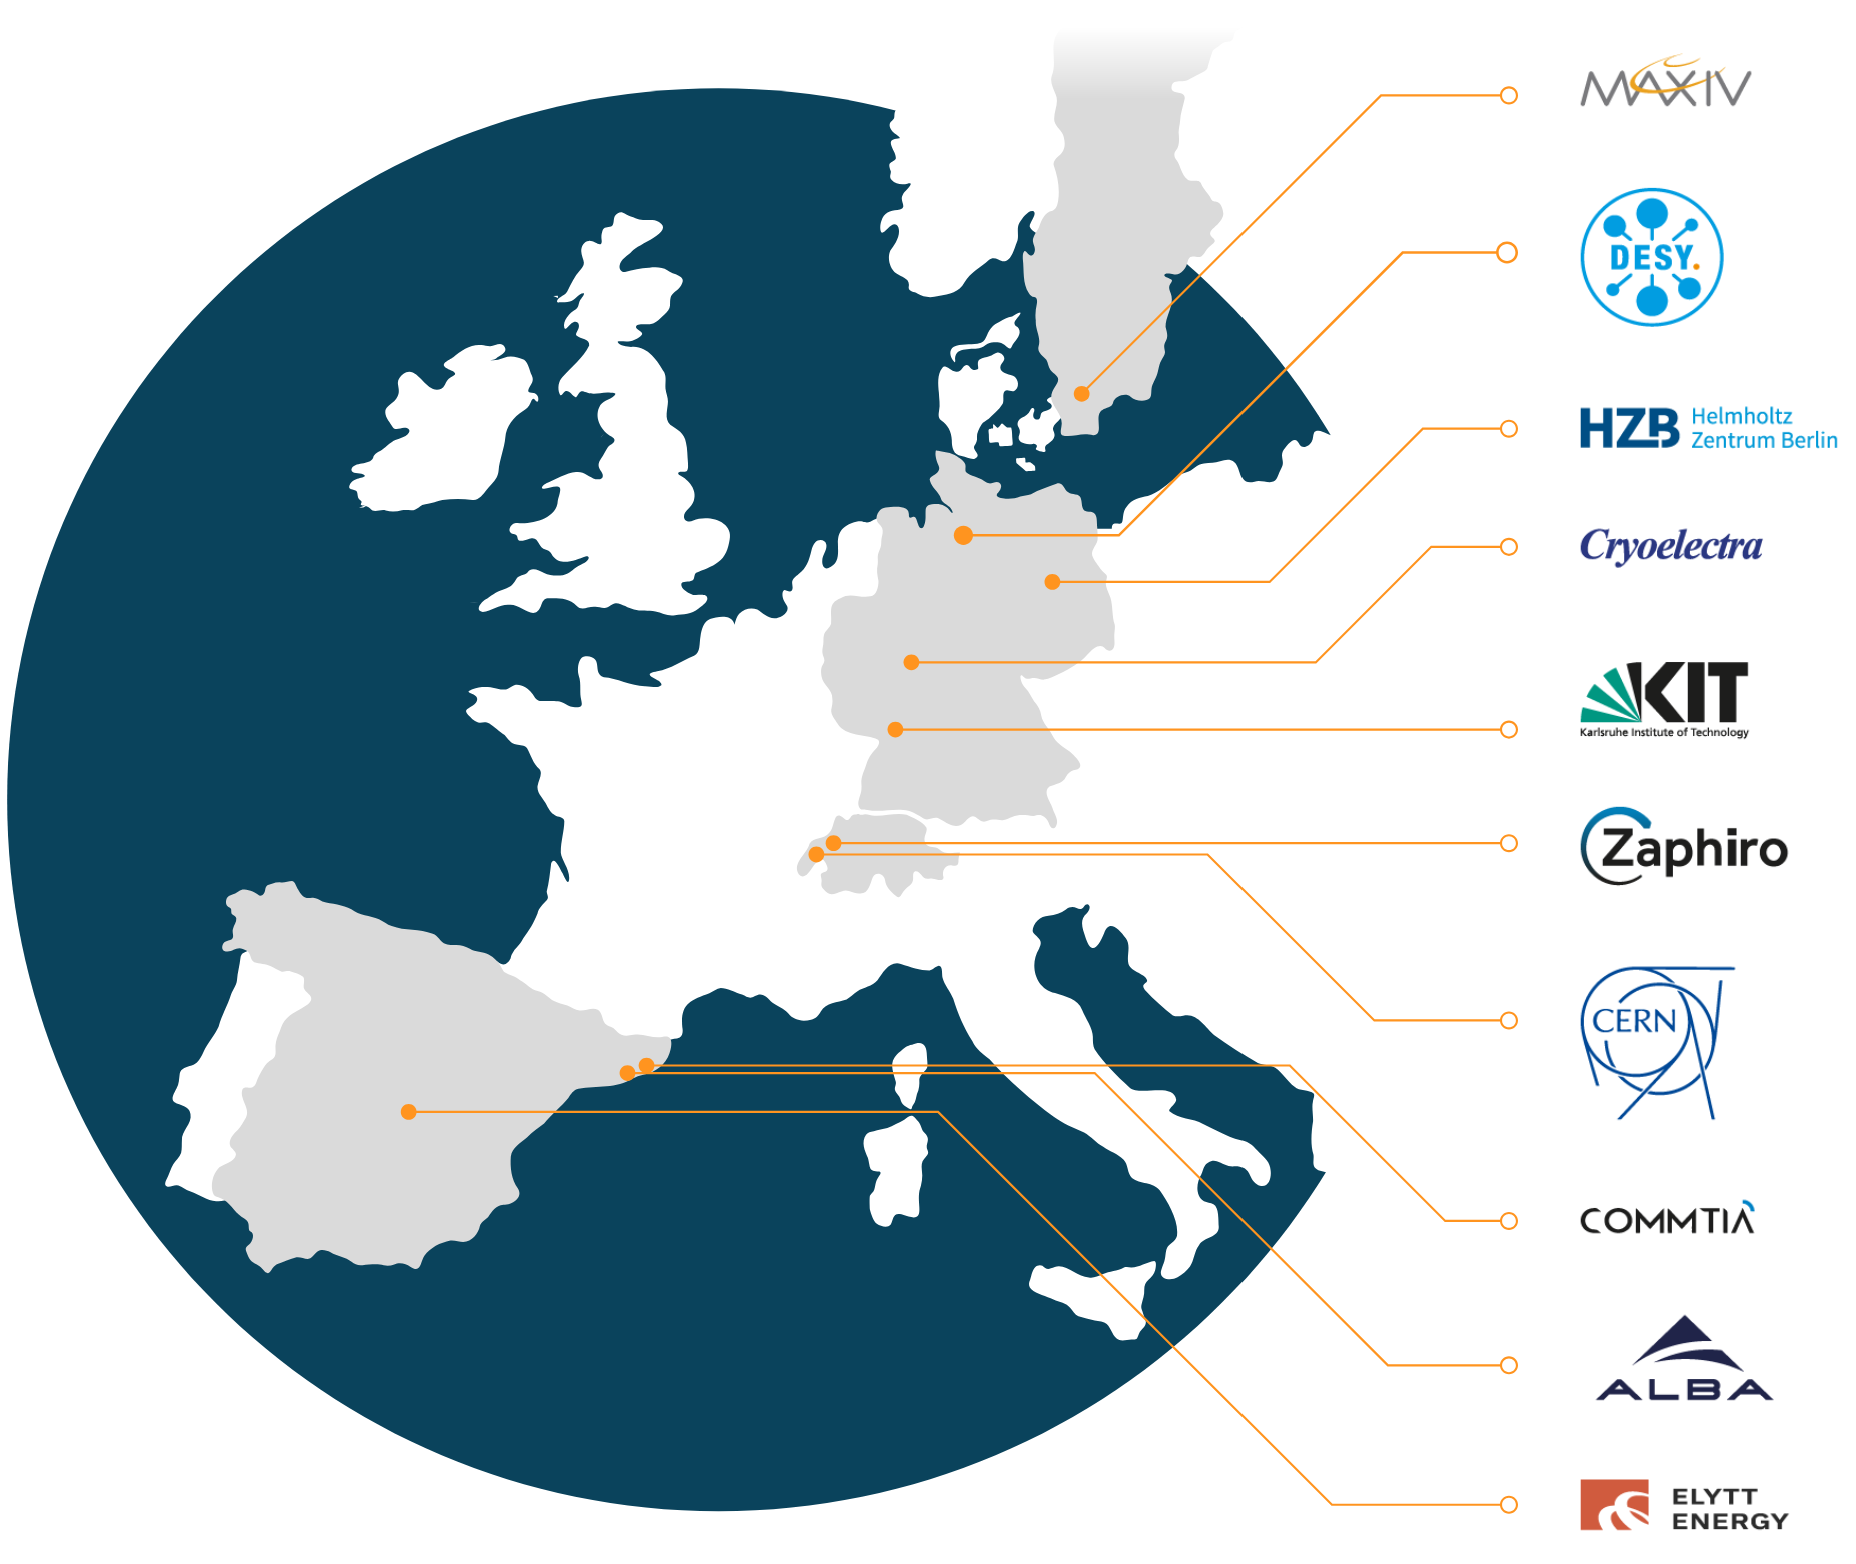 MAXIV
DESY.
HZB Helmholtz
Zentrum Berlin
Cryoelectra
KIT
Karlsruhe Institute of Technology
Zaphiro
CERN
COMMTIA
ALBA
ELYTT
ENERGY